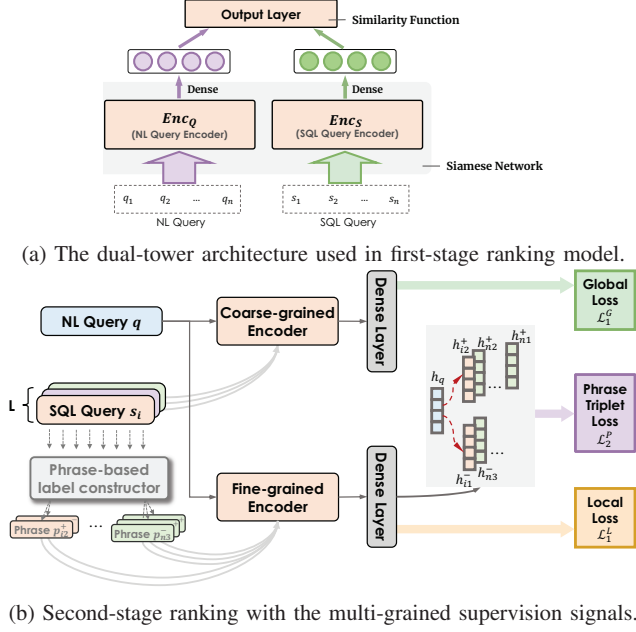 Output Layer
Similarity Function
Dense
Dense
Enc_Q
(NL Query Encoder)
Enc_S
(SQL Query Encoder)
Siamese Network
q_1 q_2 ... q_n
s_1 s_2 ... s_n
NL Query
SQL Query
(a) The dual-tower architecture used in first-stage ranking model.
NL Query q
Coarse-grained
Encoder
Dense Layer
Global
Loss
L_1^G
h_q
h_{i2}^+
h_{n2}^+
h_{n1}^+
...
L
SQL Query s_i
Phrase
Triplet
Loss
L_2^P
Phrase-based
label constructor
Fine-grained
Encoder
Dense Layer
h_{i1}^-
h_{n3}^-
...
Phrase p_{i2}^+
...
Phrase p_{n3}^-
Local
Loss
L_1^L
(b) Second-stage ranking with the multi-grained supervision signals.